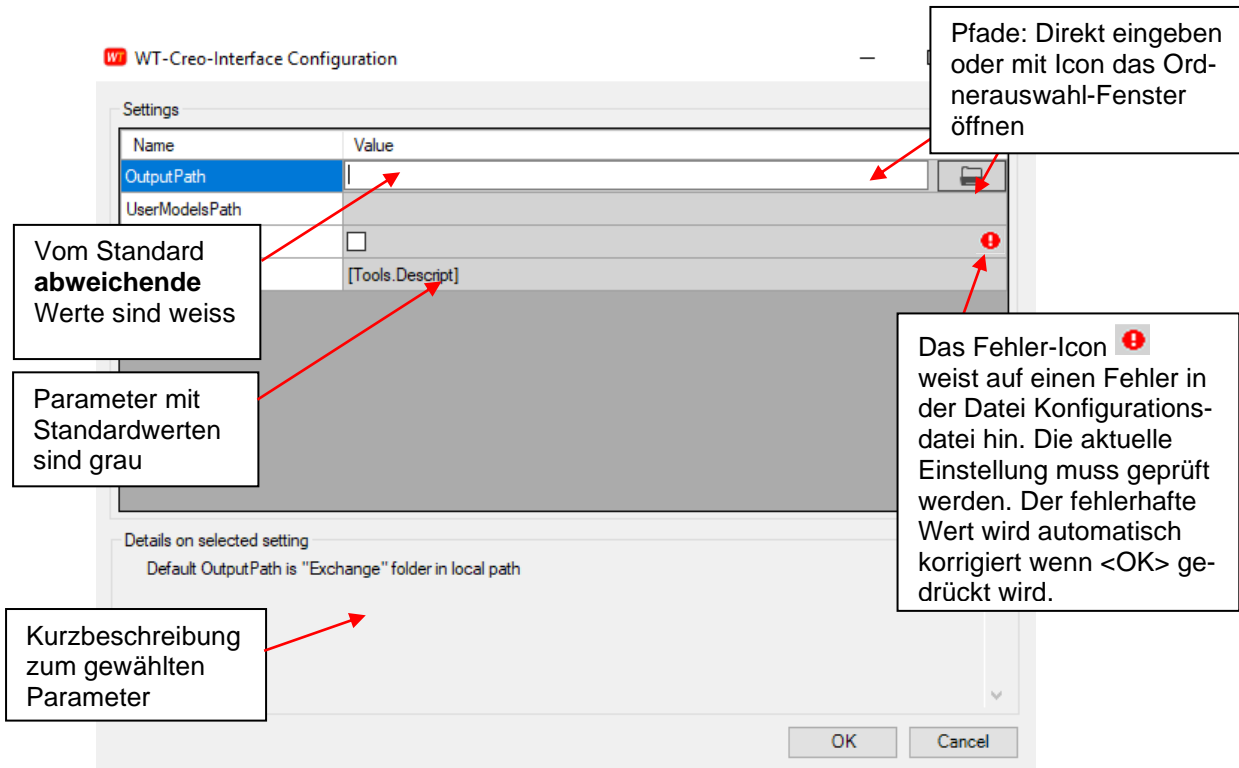 Pfade: Direkt eingeben
oder mit Icon das Ord-
nerauswahl-Fenster
öffnen
WT WT-Creo-Interface Configuration
Settings
Name Value
OutputPath
UserModelsPath
Vom Standard
abweichende
Werte sind weiss
[Tools.Descript]
Parameter mit
Standardwerten
sind grau
Das Fehler-Icon
weist auf einen Fehler in
der Datei Konfigurations-
datei hin. Die aktuelle
Einstellung muss geprüft
werden. Der fehlerhafte
Wert wird automatisch
korrigiert wenn <OK> ge-
drückt wird.
Details on selected setting
Default OutputPath is "Exchange" folder in local path
Kurzbeschreibung
zum gewählten
Parameter
OK Cancel